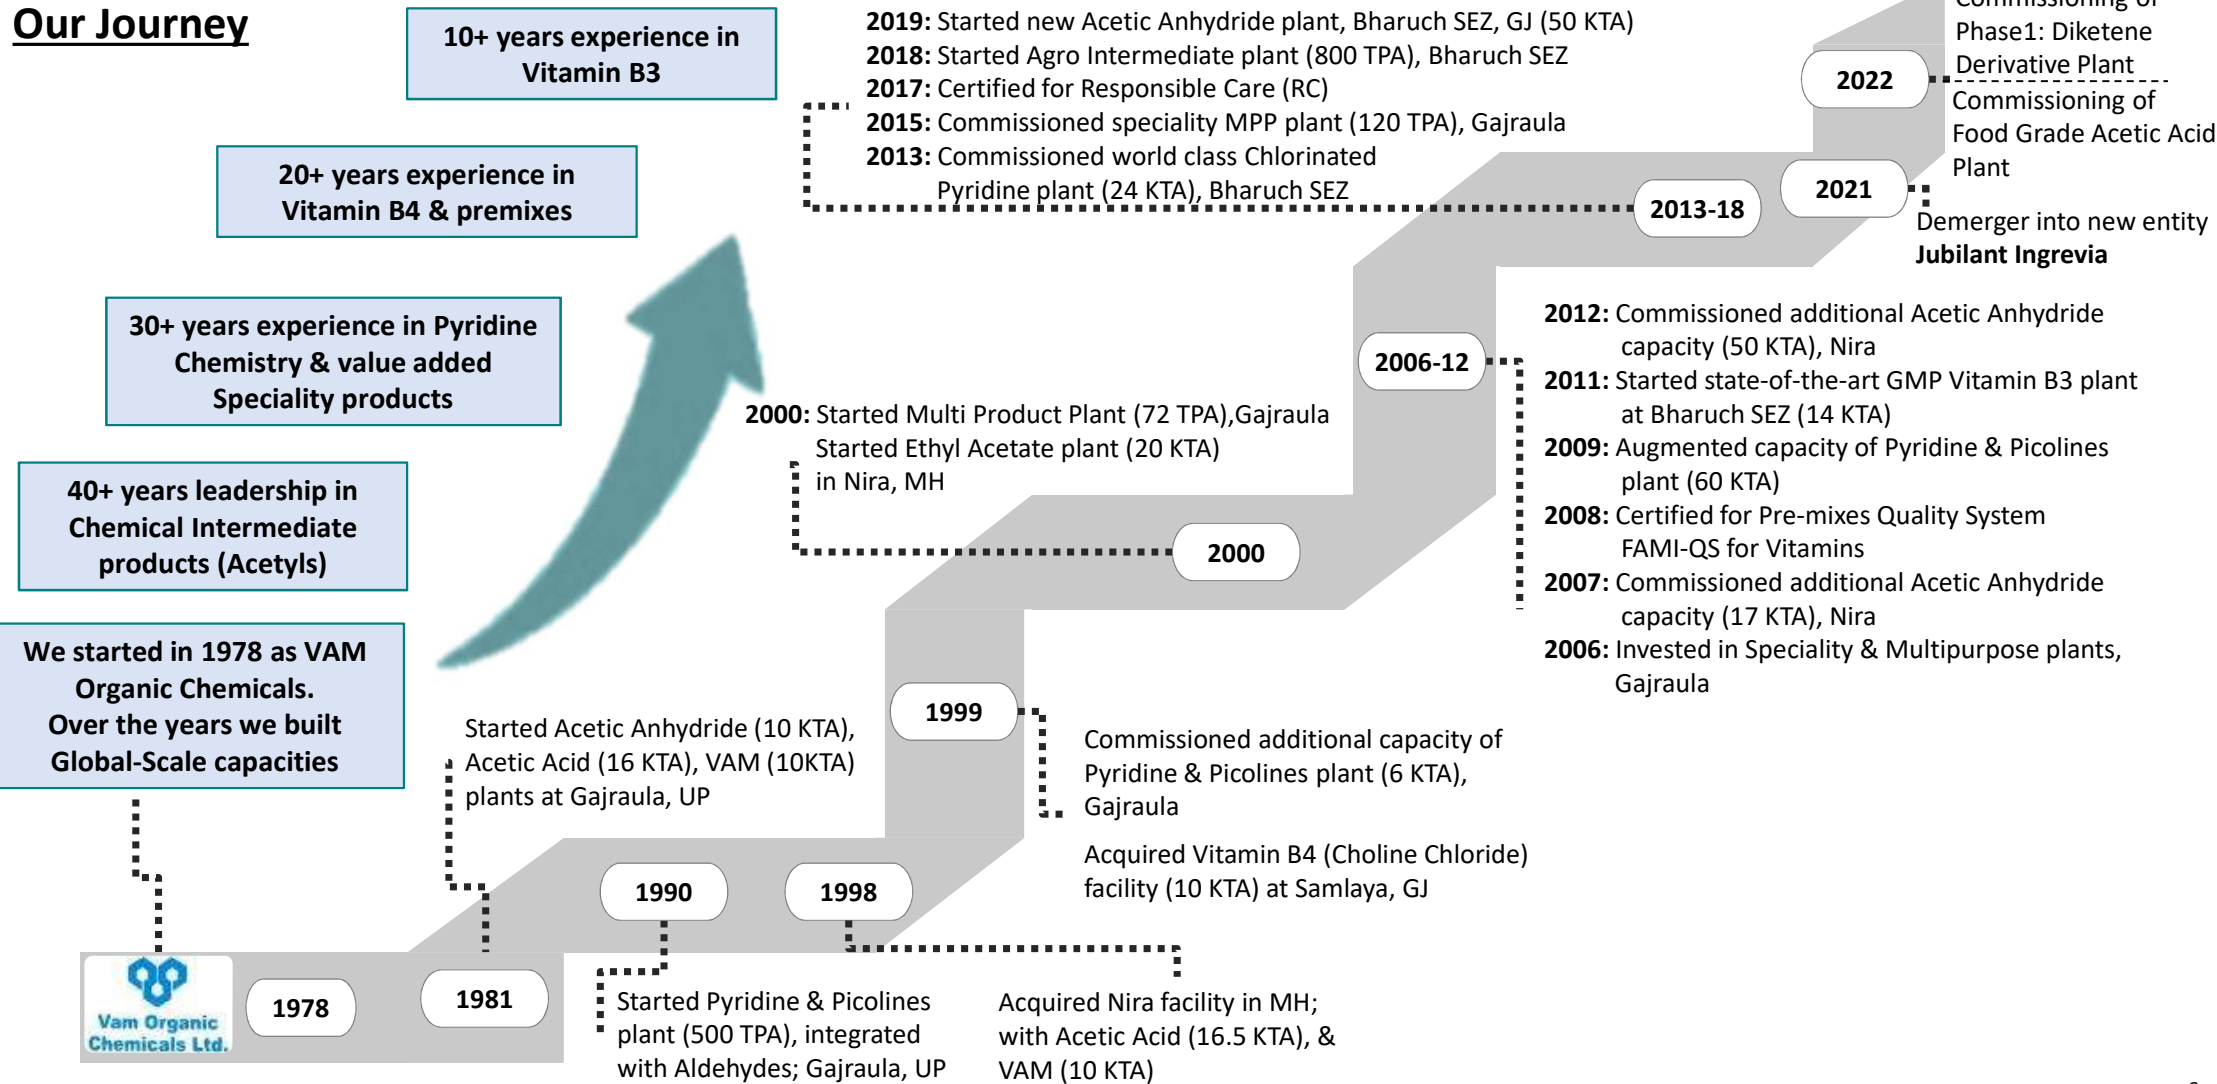 Our Journey
10+ years experience in
Vitamin B3
20+ years experience in
Vitamin B4 & premixes
30+ years experience in Pyridine
Chemistry & value added
Speciality products
40+ years leadership in
Chemical Intermediate
products (Acetyls)
We started in 1978 as VAM
Organic Chemicals.
Over the years we built
Global-Scale capacities
Vam Organic
Chemicals Ltd.
1978
1981
Started Acetic Anhydride (10 KTA),
Acetic Acid (16 KTA), VAM (10KTA)
plants at Gajraula, UP
1990
Started Pyridine & Picolines
plant (500 TPA), integrated
with Aldehydes; Gajraula, UP
1998
Acquired Nira facility in MH;
with Acetic Acid (16.5 KTA), &
VAM (10 KTA)
1999
Commissioned additional capacity of
Pyridine & Picolines plant (6 KTA),
Gajraula
Acquired Vitamin B4 (Choline Chloride)
facility (10 KTA) at Samlaya, GJ
2000: Started Multi Product Plant (72 TPA),Gajraula
Started Ethyl Acetate plant (20 KTA)
in Nira, MH
2000
2006-12
2012: Commissioned additional Acetic Anhydride
capacity (50 KTA), Nira
2011: Started state-of-the-art GMP Vitamin B3 plant
at Bharuch SEZ (14 KTA)
2009: Augmented capacity of Pyridine & Picolines
plant (60 KTA)
2008: Certified for Pre-mixes Quality System
FAMI-QS for Vitamins
2007: Commissioned additional Acetic Anhydride
capacity (17 KTA), Nira
2006: Invested in Speciality & Multipurpose plants,
Gajraula
2019: Started new Acetic Anhydride plant, Bharuch SEZ, GJ (50 KTA)
2018: Started Agro Intermediate plant (800 TPA), Bharuch SEZ
2017: Certified for Responsible Care (RC)
2015: Commissioned speciality MPP plant (120 TPA), Gajraula
2013: Commissioned world class Chlorinated
Pyridine plant (24 KTA), Bharuch SEZ
2013-18
2021
Demerger into new entity
Jubilant Ingrevia
2022
Commissioning of
Phase1: Diketene
Derivative Plant
Commissioning of
Food Grade Acetic Acid
Plant